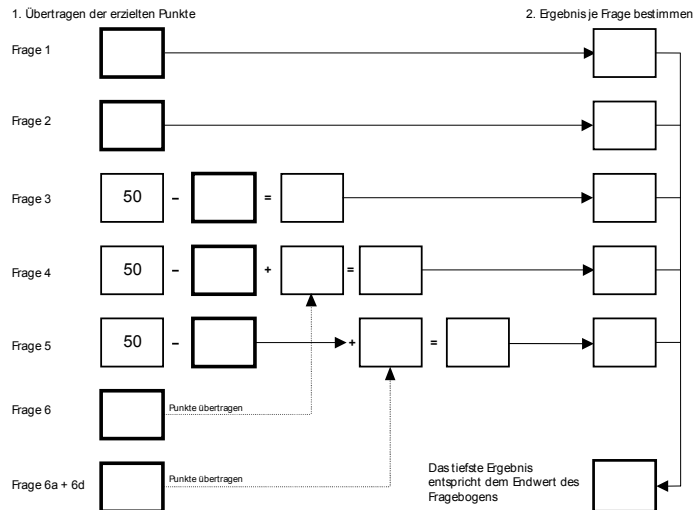 1. Übertragen der erzielten Punkte
2. Ergebnis je Frage bestimmen
Frage 1
Frage 2
Frage 3 50 - =
Frage 4 50 - + =
Frage 5 50 - + =
Frage 6 Punkte übertragen
Frage 6a + 6d Punkte übertragen
Das tiefste Ergebnis
entspricht dem Endwert des
Fragebogens